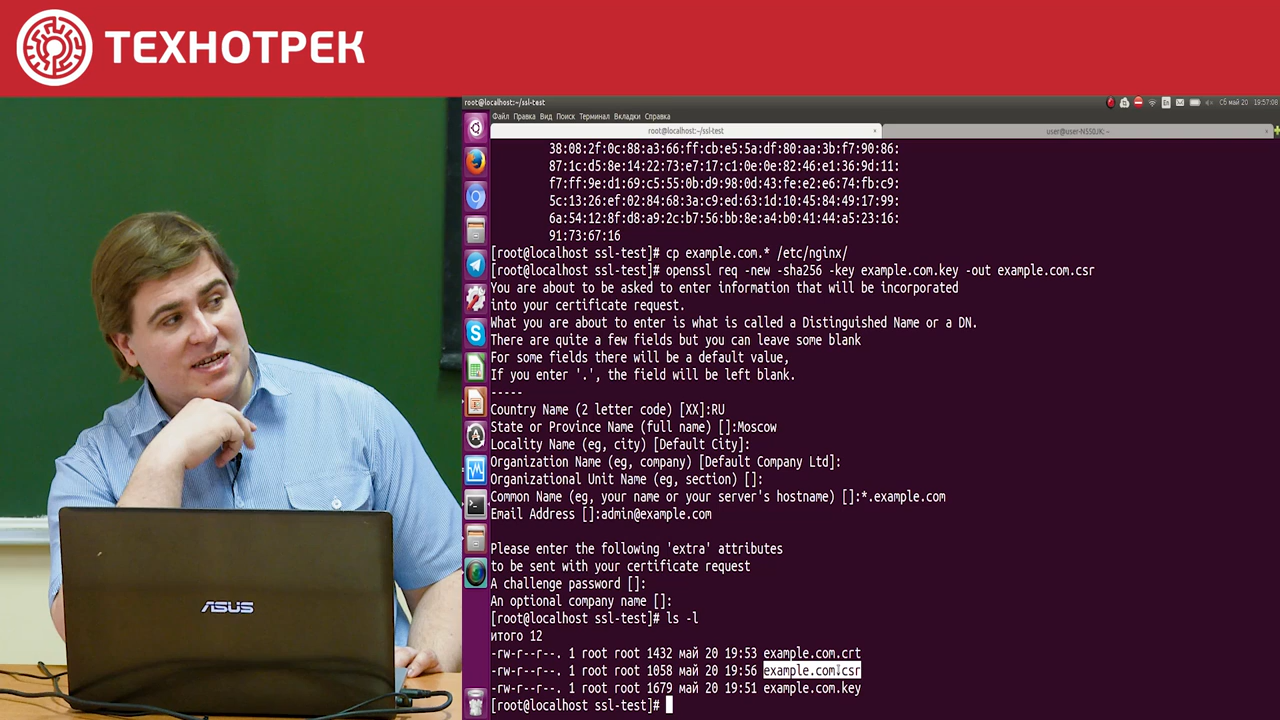 ТЕХНОТРЕК
root@localhost:~/ssl-test
Сб май 20 19:57:08
Файл Правка Вид Поиск Терминал Вкладки Справка
root@localhost:~/ssl-test
user@user-N550JK: ~
38:08:2f:0c:88:a3:66:ff:cb:e5:5a:df:80:aa:3b:f7:90:86:
87:1c:d5:8e:14:22:73:e7:17:c1:0e:0e:82:46:e1:36:9d:11:
f7:ff:9e:d1:69:c5:55:0b:d9:98:0d:43:fe:e2:e6:74:fb:c9:
5c:13:26:ef:02:84:68:3a:c9:ed:63:1d:10:45:84:49:17:99:
6a:54:12:8f:d8:a9:2c:b7:56:bb:8e:a4:b0:41:44:a5:23:16:
91:73:67:16
[root@localhost ssl-test]# cp example.com.* /etc/nginx/
[root@localhost ssl-test]# openssl req -new -sha256 -key example.com.key -out example.com.csr
You are about to be asked to enter information that will be incorporated
into your certificate request.
What you are about to enter is what is called a Distinguished Name or a DN.
There are quite a few fields but you can leave some blank
For some fields there will be a default value,
If you enter '.', the field will be left blank.
-----
Country Name (2 letter code) [XX]:RU
State or Province Name (full name) []:Moscow
Locality Name (eg, city) [Default City]:
Organization Name (eg, company) [Default Company Ltd]:
Organizational Unit Name (eg, section) []:
Common Name (eg, your name or your server's hostname) []:*.example.com
Email Address []:admin@example.com
Please enter the following 'extra' attributes
to be sent with your certificate request
A challenge password []:
An optional company name []:
[root@localhost ssl-test]# ls -l
итого 12
-rw-r--r--. 1 root root 1432 май 20 19:53 example.com.crt
-rw-r--r--. 1 root root 1058 май 20 19:56 example.com.csr
-rw-r--r--. 1 root root 1679 май 20 19:51 example.com.key
[root@localhost ssl-test]#
ASUS